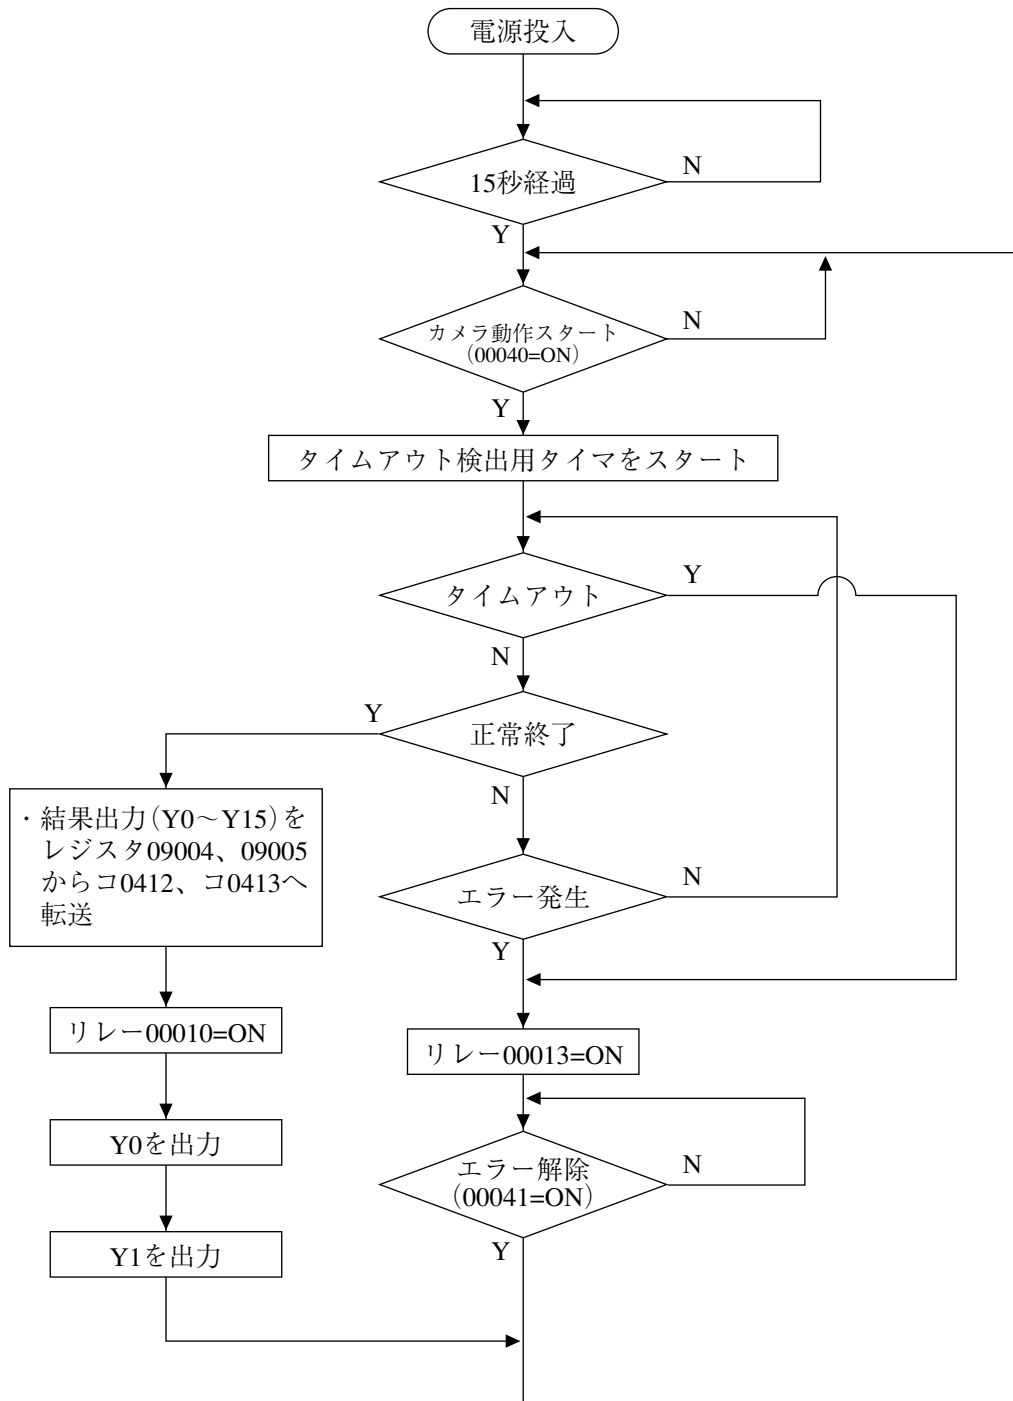 電源投入
15秒経過
N
Y
カメラ動作スタート
(00040=ON)
N
Y
タイムアウト検出用タイマをスタート
タイムアウト
Y
N
正常終了
Y
N
・結果出力(Y0～Y15)を
レジスタ09004、09005
からコ0412、コ0413へ
転送
エラー発生
N
Y
リレー00010=ON
リレー00013=ON
Y0を出力
エラー解除
(00041=ON)
N
Y
Y1を出力